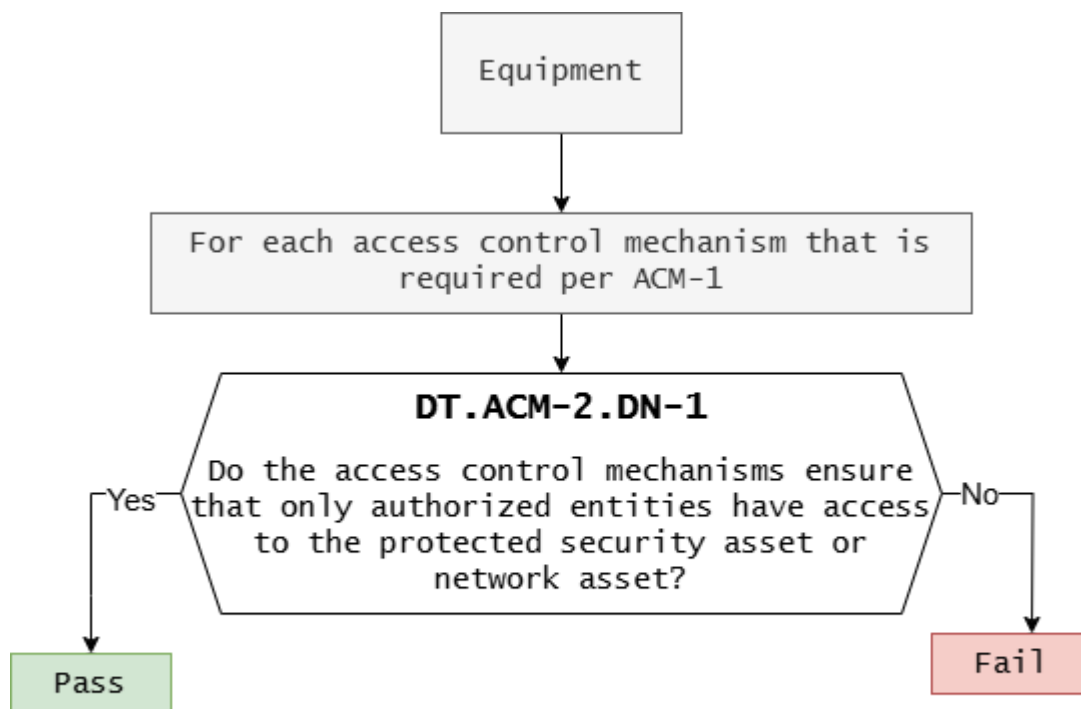 Equipment
For each access control mechanism that is
required per ACM-1
DT.ACM-2.DN-1
Do the access control mechanisms ensure
that only authorized entities have access
to the protected security asset or
network asset?
Yes
No
Pass
Fail